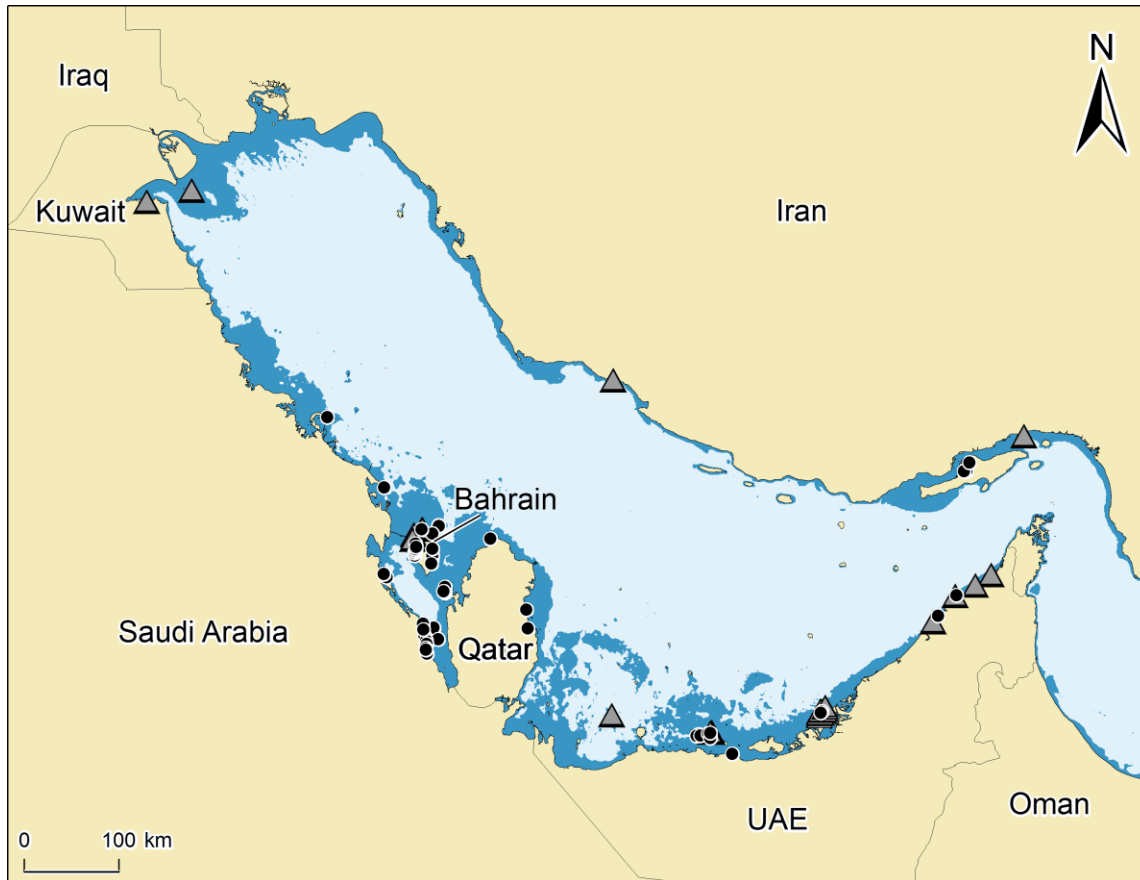 N
Iraq
Kuwait
Iran
Bahrain
Saudi Arabia
Qatar
UAE
Oman
0 100 km